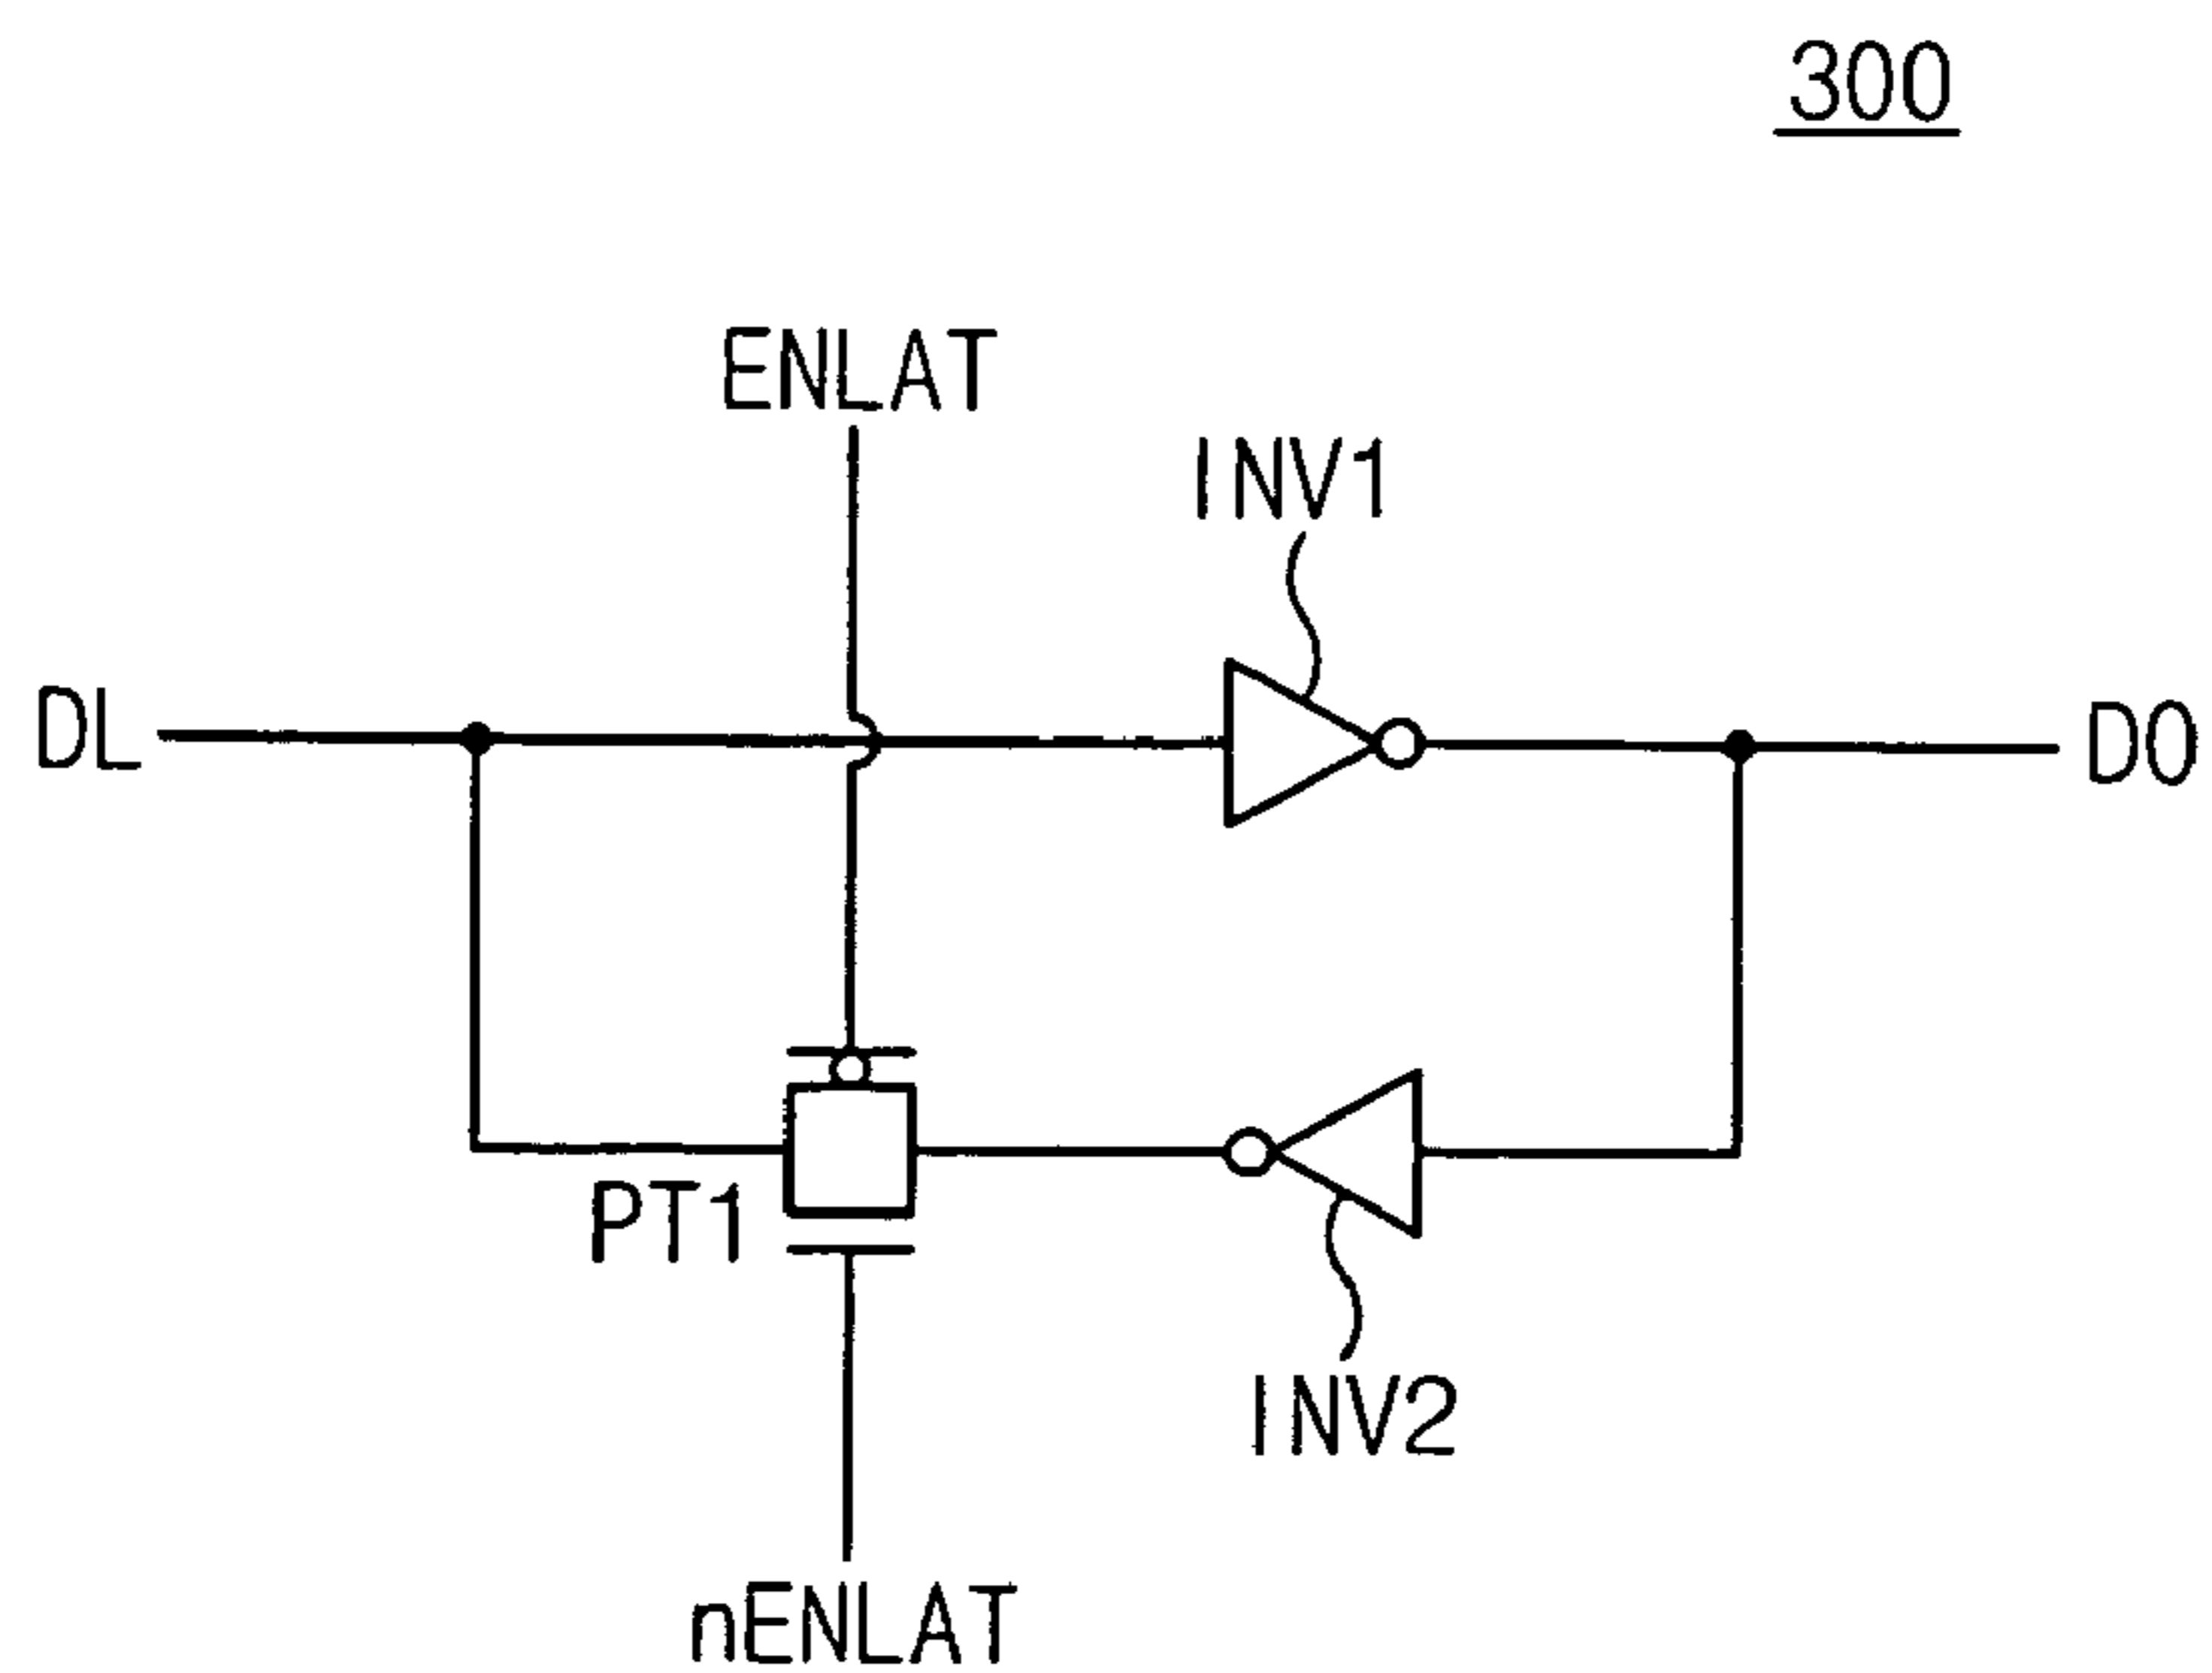 300
ENLAT
INV1
DL
DO
PT1
INV2
nENLAT